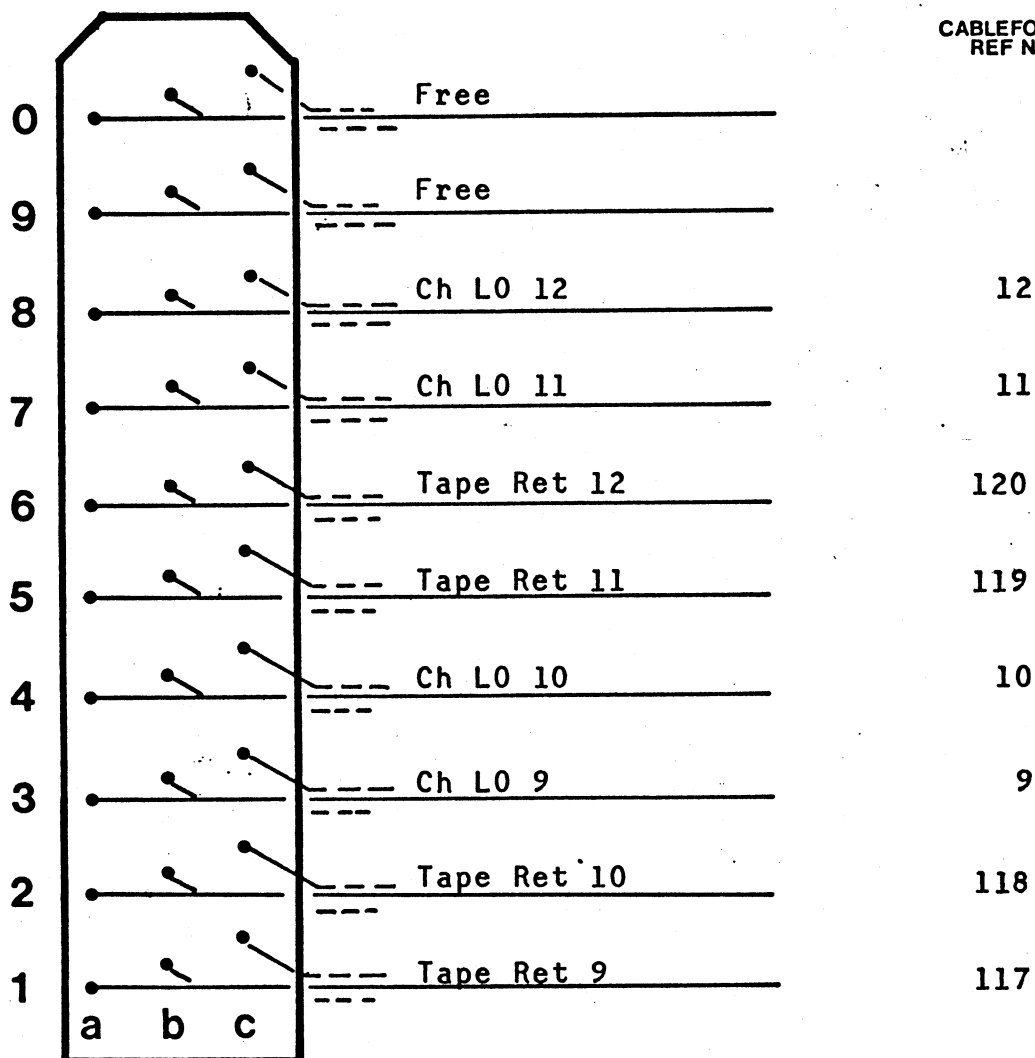 CABLEFO
REF N
0 Free
9 Free
8 Ch LO 12 12
7 Ch LO 11 11
6 Tape Ret 12 120
5 Tape Ret 11 119
4 Ch LO 10 10
3 Ch LO 9 9
2 Tape Ret 10 118
1 Tape Ret 9 117
a b c